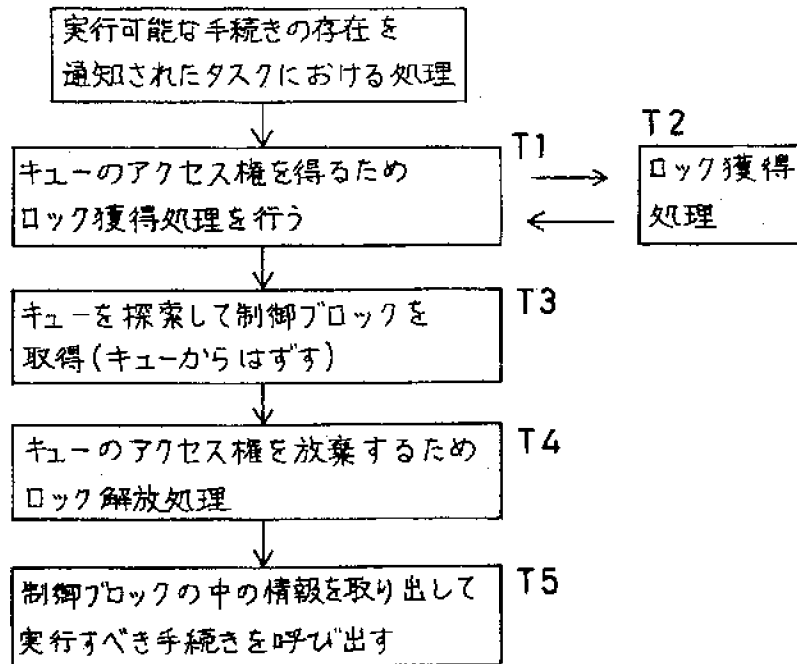 実行可能な手続きの存在を
通知されたタスクにおける処理
T1
T2
キューのアクセス権を得るため
ロック獲得処理を行う
ロック獲得
処理
T3
キューを探索して制御ブロックを
取得(キューからはずす)
T4
キューのアクセス権を放棄するため
ロック解放処理
T5
制御ブロックの中の情報を取り出して
実行すべき手続きを呼び出す